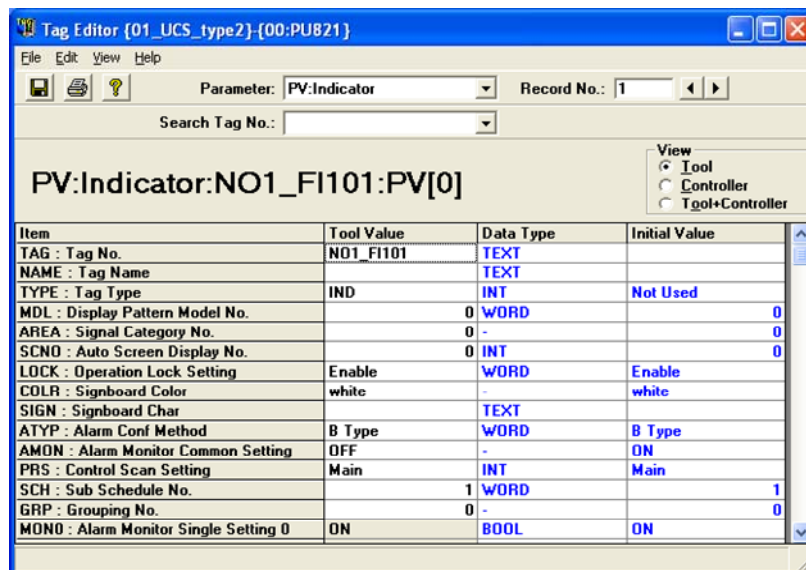 Tag Editor {01_UCS_type2}-{00:PU821}
File Edit View Help
Parameter: PV:Indicator Record No.: 1
Search Tag No.:
View
Tool
Controller
Tool+Controller
PV:Indicator:NO1_FI101:PV[0]
Item Tool Value Data Type Initial Value
TAG : Tag No. NO1_FI101 TEXT
NAME : Tag Name TEXT
TYPE : Tag Type IND INT Not Used
MDL : Display Pattern Model No. 0 WORD 0
AREA : Signal Category No. 0 - 0
SCNO : Auto Screen Display No. 0 INT 0
LOCK : Operation Lock Setting Enable WORD Enable
COLR : Signboard Color white - white
SIGN : Signboard Char TEXT
ATYP : Alarm Conf Method B Type WORD B Type
AMON : Alarm Monitor Common Setting OFF - ON
PRS : Control Scan Setting Main INT Main
SCH : Sub Schedule No. 1 WORD 1
GRP : Grouping No. 0 - 0
MON0 : Alarm Monitor Single Setting 0 ON BOOL ON